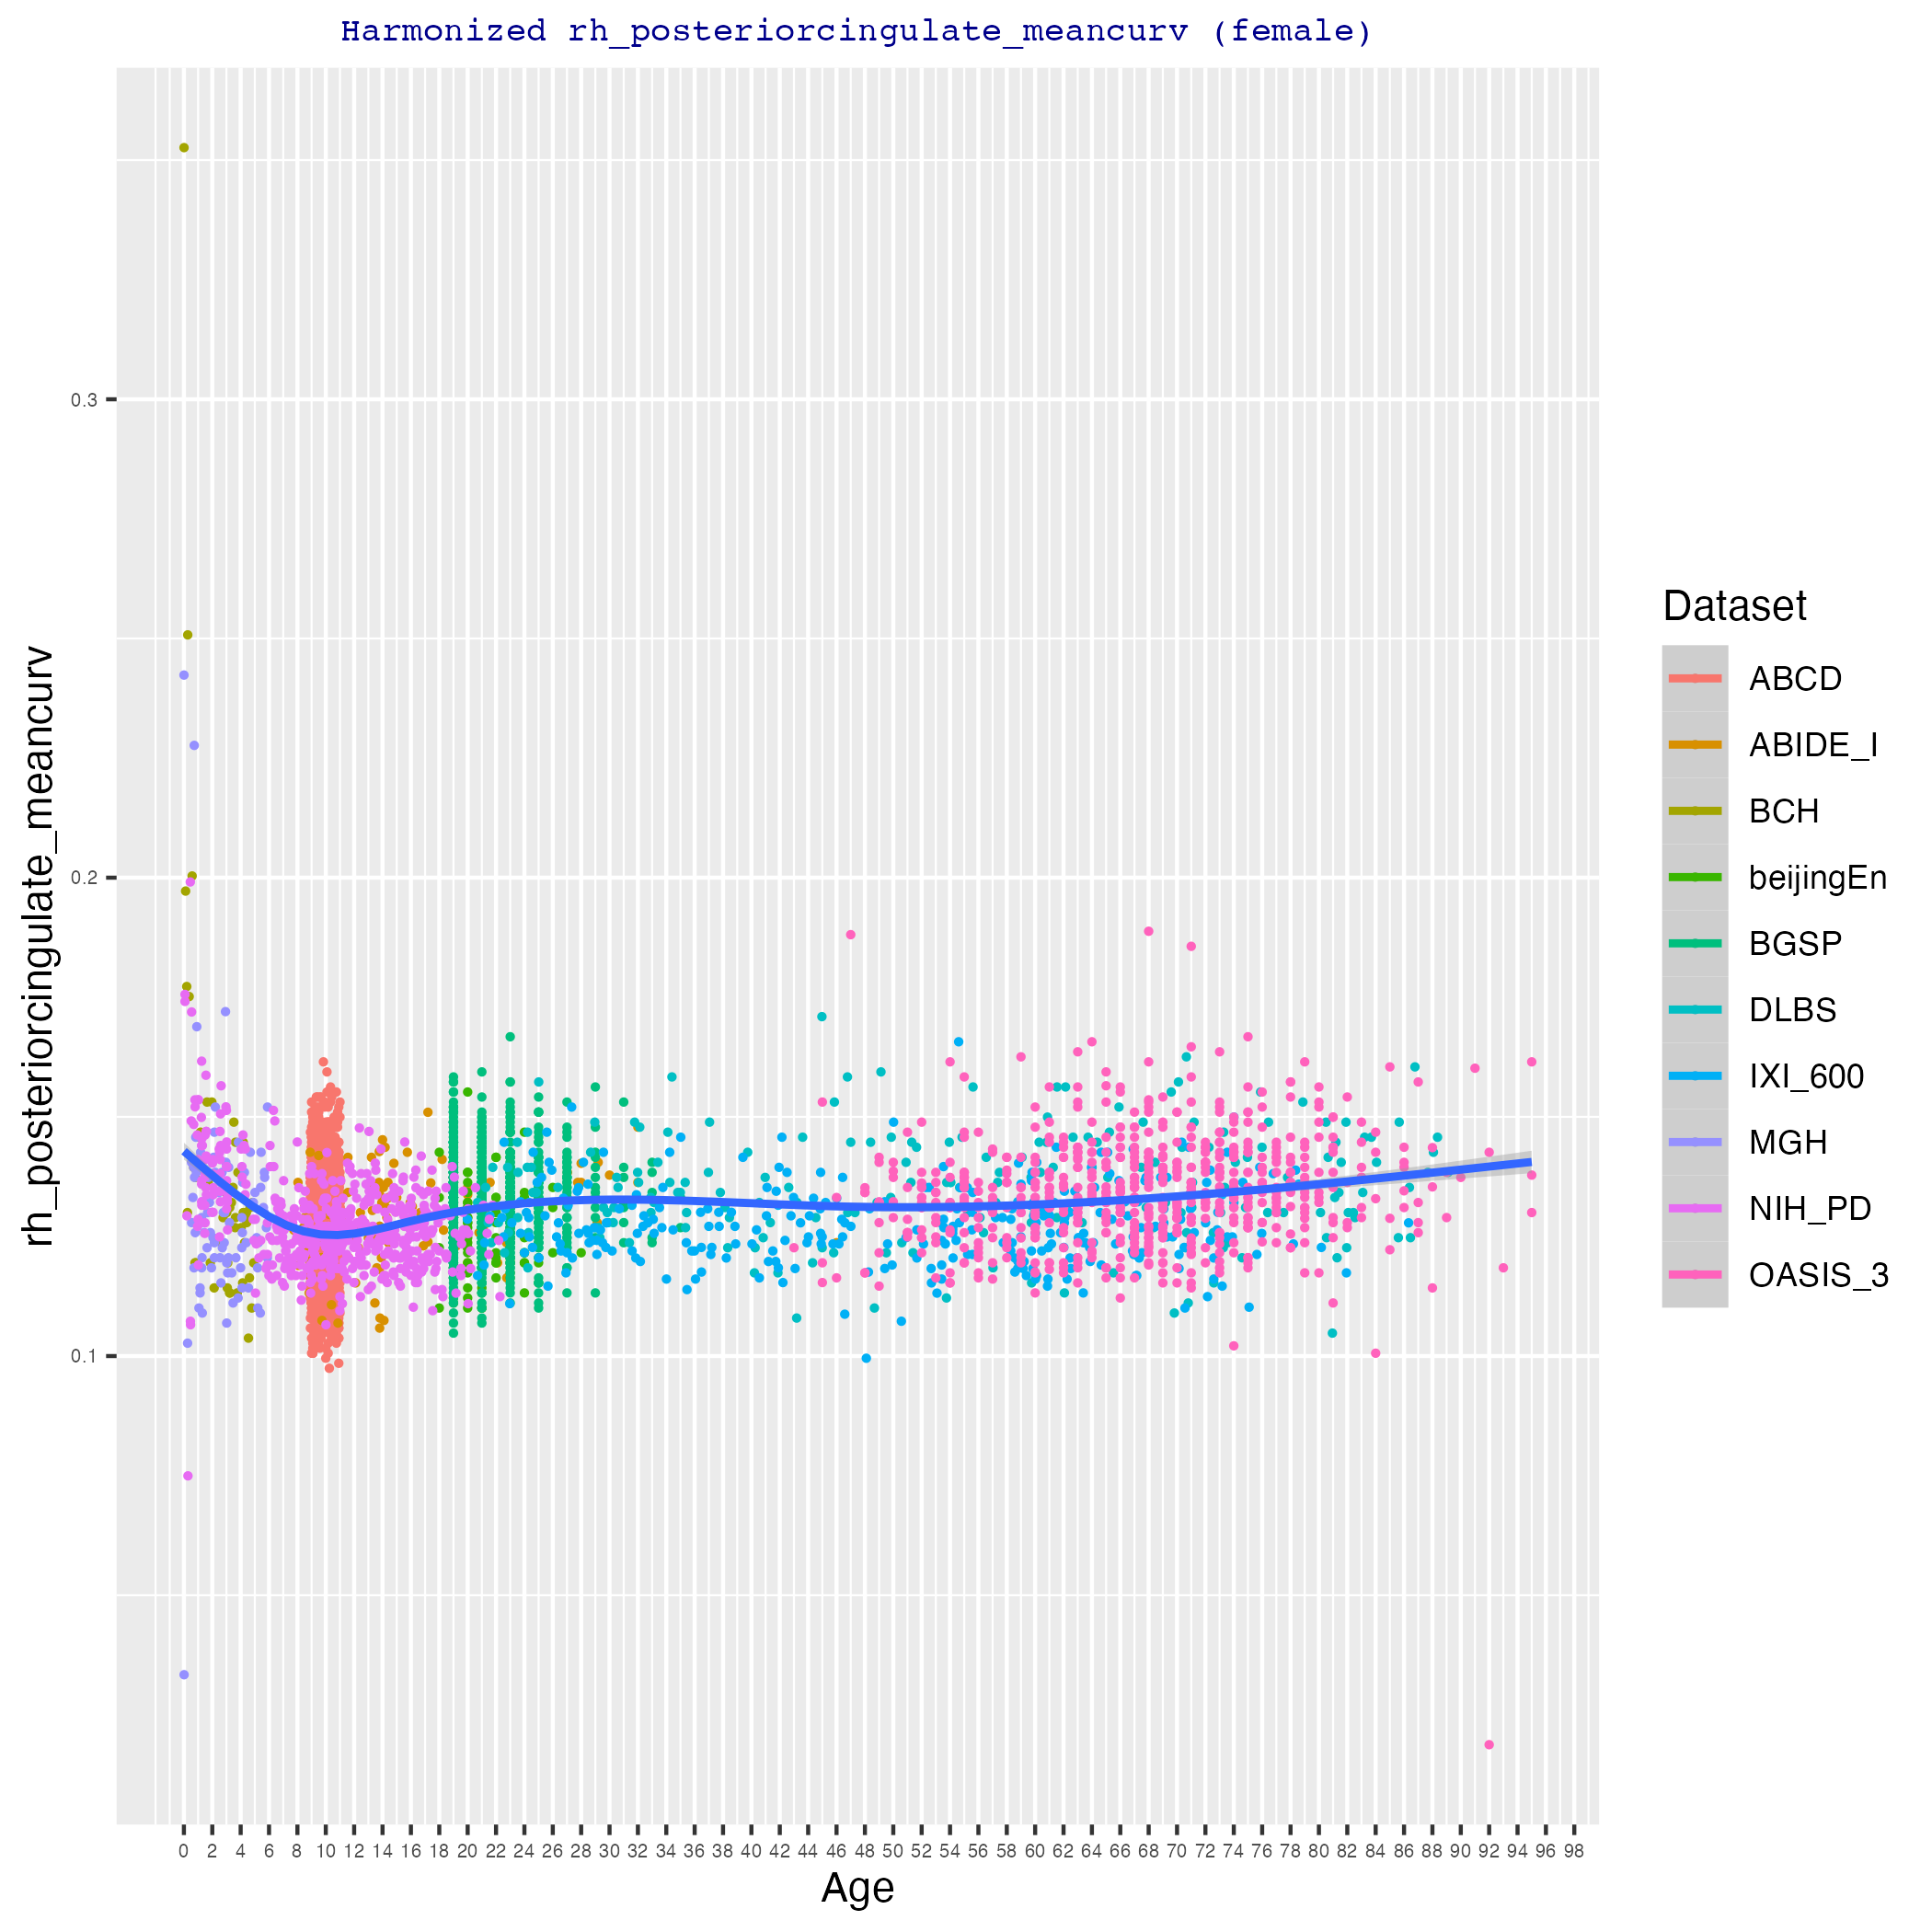 Harmonized rh_posteriorcingulate_meancurv (female)
rh_posteriorcingulate_meancurv
0.3
0.2
0.1
0 2 4 6 8 10 12 14 16 18 20 22 24 26 28 30 32 34 36 38 40 42 44 46 48 50 52 54 56 58 60 62 64 66 68 70 72 74 76 78 80 82 84 86 88 90 92 94 96 98
Age
Dataset
ABCD
ABIDE_I
BCH
beijingEn
BGSP
DLBS
IXI_600
MGH
NIH_PD
OASIS_3